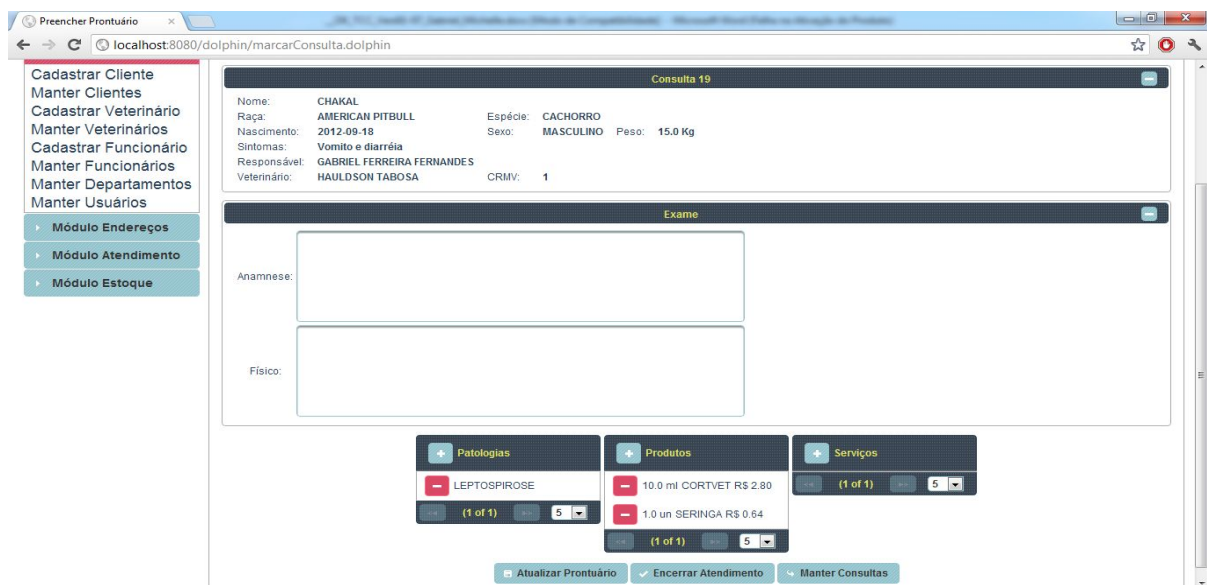 Preencher Prontuário
localhost:8080/dolphin/marcarConsulta.dolphin
Cadastrar Cliente
Manter Clientes
Cadastrar Veterinário
Manter Veterinários
Cadastrar Funcionário
Manter Funcionários
Manter Departamentos
Manter Usuários
Módulo Endereços
Módulo Atendimento
Módulo Estoque
Consulta 19
Nome: CHAKAL
Raça: AMERICAN PITBULL Espécie: CACHORRO
Nascimento: 2012-09-18 Sexo: MASCULINO Peso: 15.0 Kg
Sintomas: Vomito e diarréia
Responsável: GABRIEL FERREIRA FERNANDES
Veterinário: HAULDSON TABOSA CRMV: 1
Exame
Anamnese:
Físico:
Patologias
LEPTOSPIROSE
(1 of 1) 5
Produtos
10.0 ml CORTVET R$ 2.80
1.0 un SERINGA R$ 0.64
(1 of 1) 5
Serviços
(1 of 1) 5
Atualizar Prontuário Encerrar Atendimento Manter Consultas